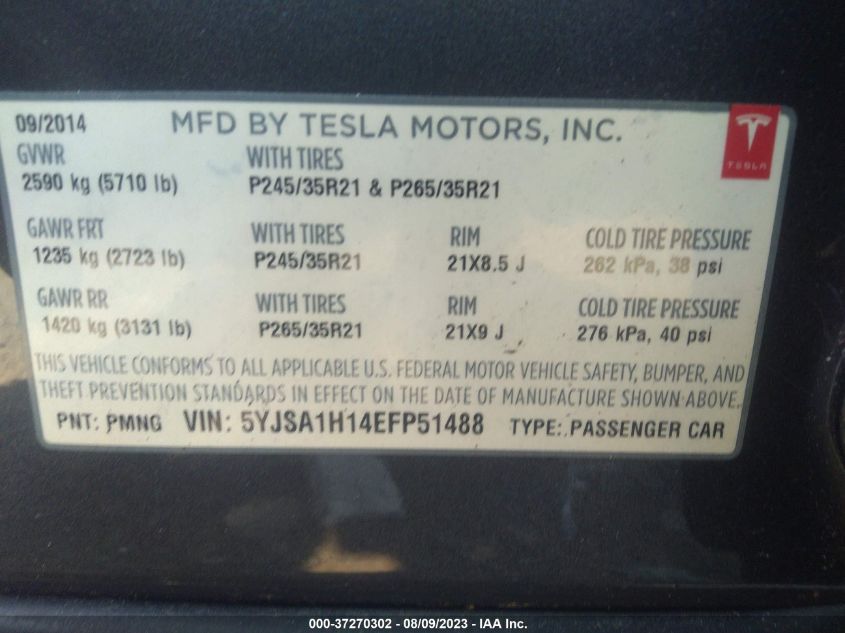 09/2014 MFD BY TESLA MOTORS, INC.
GVWR WITH TIRES
2590 kg (5710 lb) P245/35R21 & P265/35R21
TESLA
GAWR FRT WITH TIRES RIM COLD TIRE PRESSURE
1235 kg (2723 lb) P245/35R21 21X8.5 J 262 kPa, 38 psi
GAWR RR WITH TIRES RIM COLD TIRE PRESSURE
1420 kg (3131 lb) P265/35R21 21X9 J 276 kPa, 40 psi
THIS VEHICLE CONFORMS TO ALL APPLICABLE U.S. FEDERAL MOTOR VEHICLE SAFETY, BUMPER, AND
THEFT PREVENTION STANDARDS IN EFFECT ON THE DATE OF MANUFACTURE SHOWN ABOVE.
PNT: PMNG VIN: 5YJSA1H14EFP51488 TYPE: PASSENGER CAR
000-37270302 - 08/09/2023 - IAA Inc.